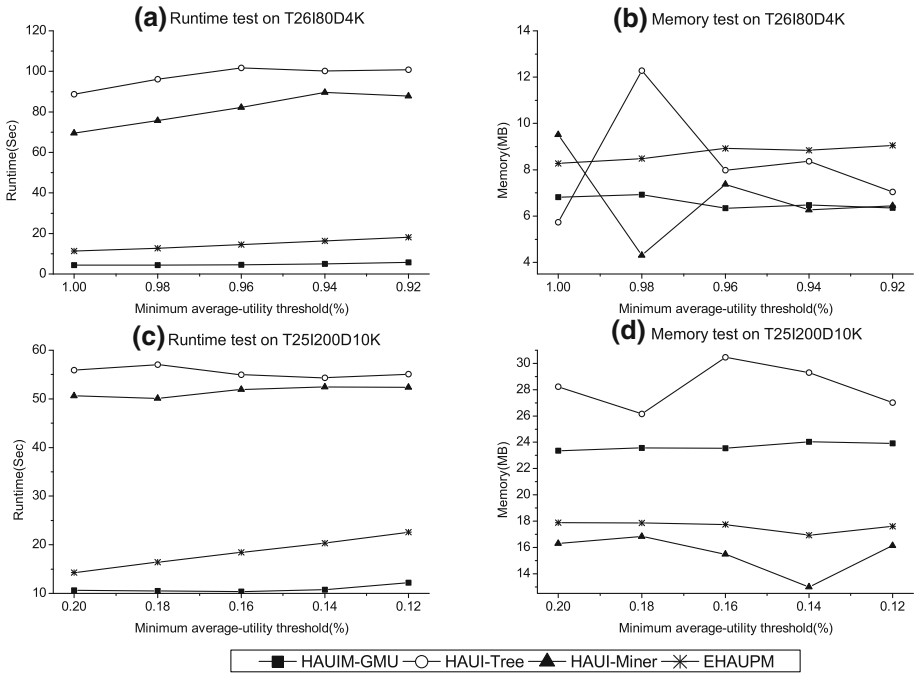 (a) Runtime test on T26I80D4K
120
100
80
60
40
20
0
Runtime(Sec)
1.00 0.98 0.96 0.94 0.92
Minimum average-utility threshold(%)
(b) Memory test on T26I80D4K
14
12
10
8
6
4
Memory(MB)
1.00 0.98 0.96 0.94 0.92
Minimum average-utility threshold(%)
(c) Runtime test on T25I200D10K
60
50
40
30
20
10
Runtime(Sec)
0.20 0.18 0.16 0.14 0.12
Minimum average-utility threshold(%)
(d) Memory test on T25I200D10K
30
28
26
24
22
20
18
16
14
Memory(MB)
0.20 0.18 0.16 0.14 0.12
Minimum average-utility threshold(%)
HAUIM-GMU HAUI-Tree HAUI-Miner EHAUPM